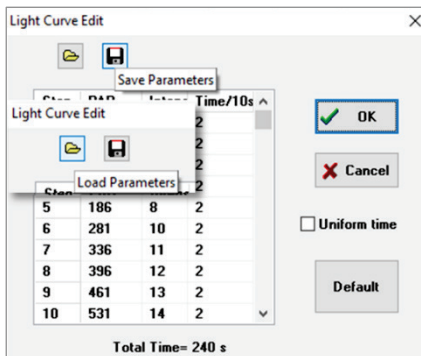 Light Curve Edit
Save Parameters
Time/10s
2
Light Curve Edit
2
2
2
Load Parameters
5 186 8 2
6 281 10 2
7 336 11 2
8 396 12 2
9 461 13 2
10 531 14 2
OK
Cancel
Uniform time
Default
Total Time= 240 s